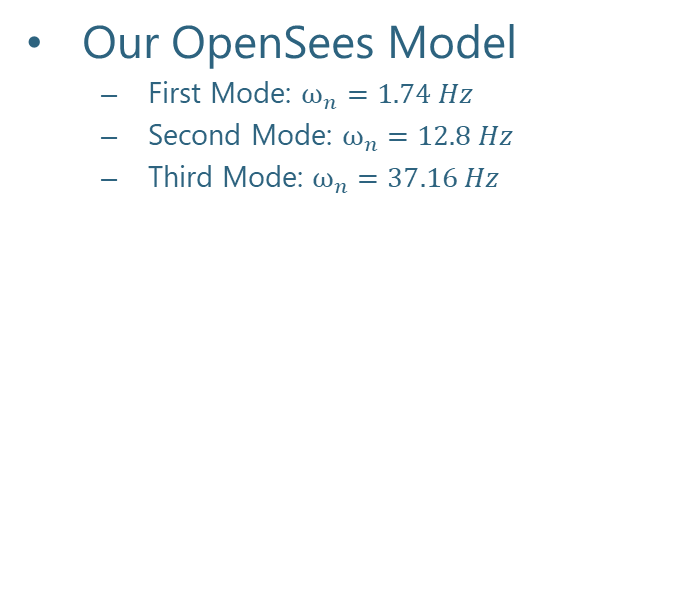 • Our OpenSees Model
– First Mode: ωₙ = 1.74 Hz
– Second Mode: ωₙ = 12.8 Hz
– Third Mode: ωₙ = 37.16 Hz